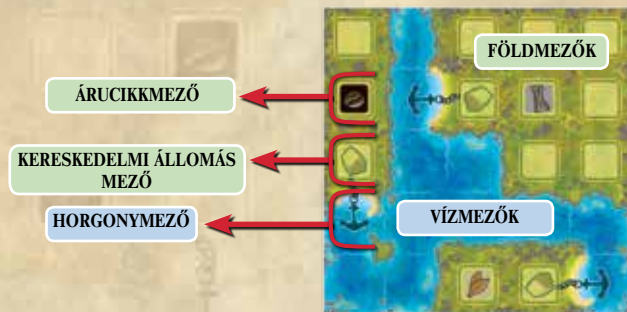 FÖLDMEZŐK
ÁRUCIKKMEZŐ
KERESKEDELMI ÁLLOMÁS
MEZŐ
HORGONYMEZŐ
VÍZMEZŐK